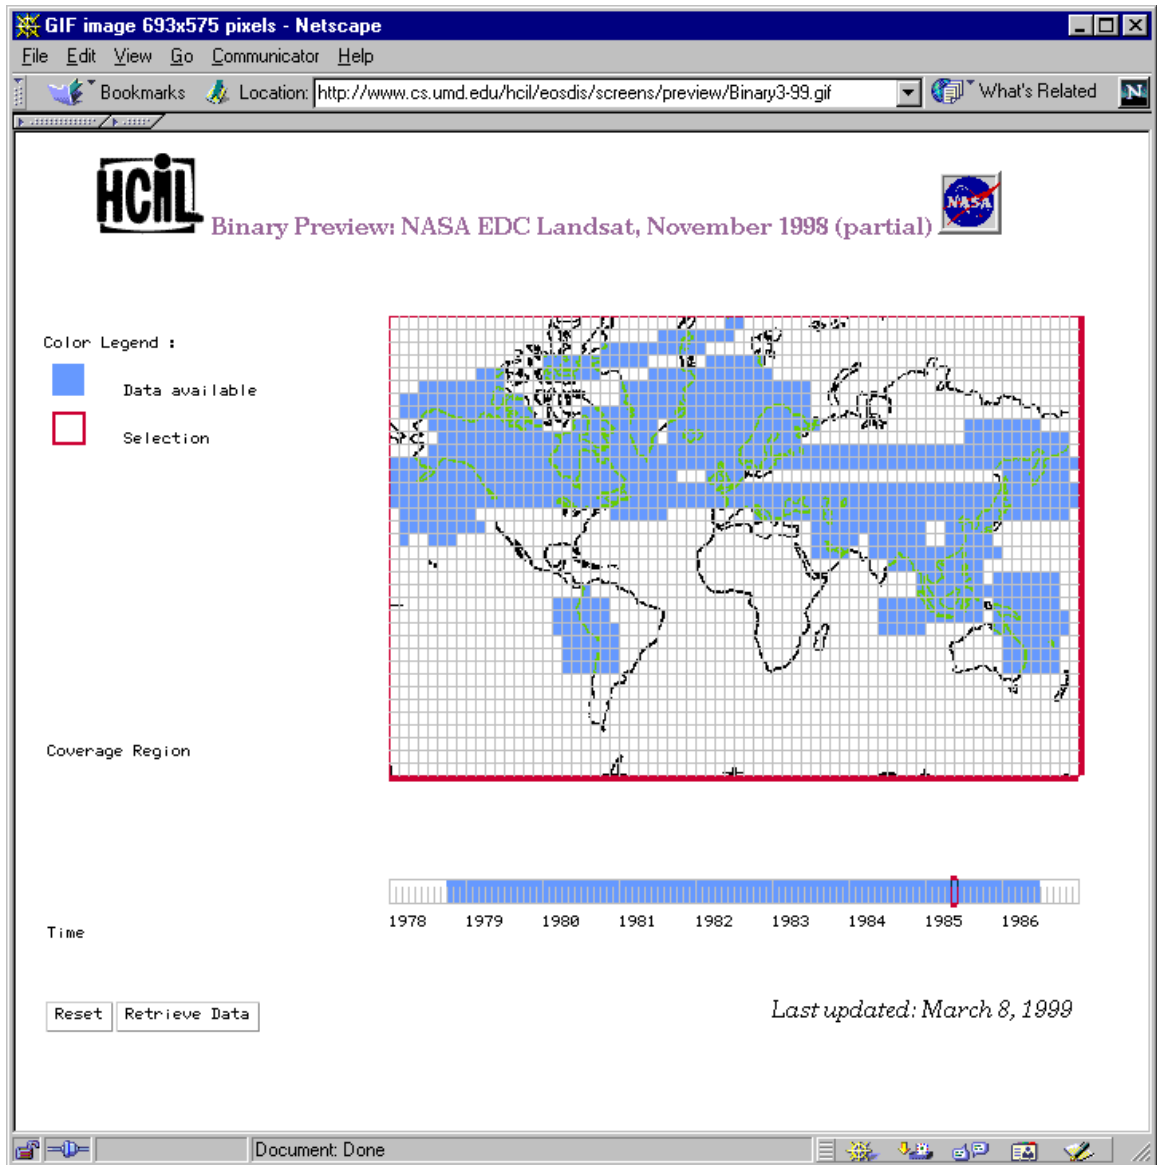 GIF image 693x575 pixels - Netscape
File Edit View Go Communicator Help
Bookmarks Location: http://www.cs.umd.edu/hcil/eosdis/screens/preview/Binary3-99.gif What's Related N
HCIL
NASA
Binary Preview: NASA EDC Landsat, November 1998 (partial)
Color Legend :
Data available
Selection
Coverage Region
1978 1979 1980 1981 1982 1983 1984 1985 1986
Time
Reset Retrieve Data
Last updated: March 8, 1999
Document: Done